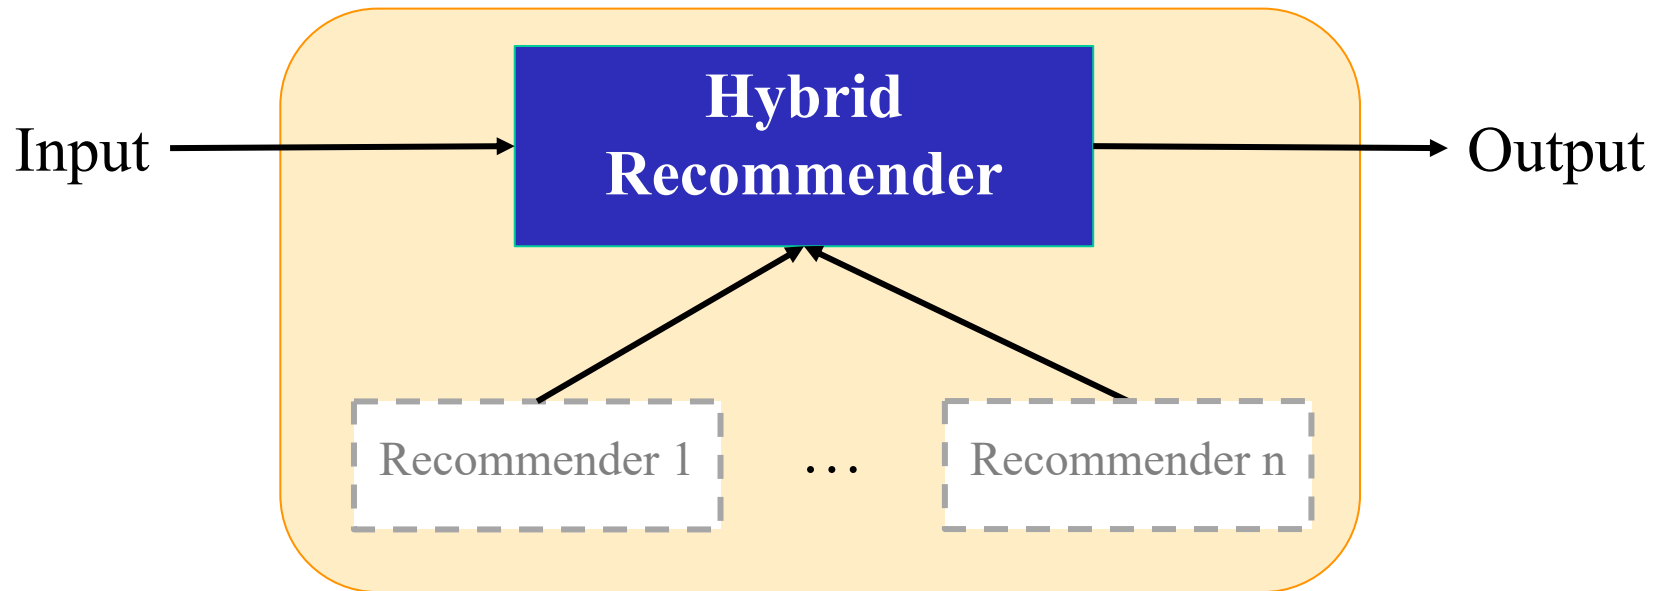 Hybrid
Recommender
Input
Output
Recommender 1
...
Recommender n